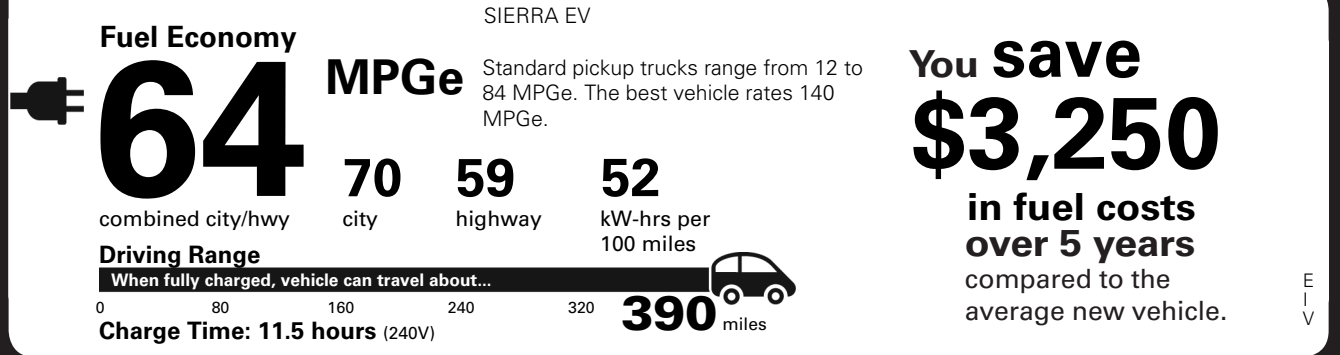 SIERRA EV
Fuel Economy
64
MPGe
Standard pickup trucks range from 12 to
84 MPGe. The best vehicle rates 140
MPGe.
70
59
52
combined city/hwy
city
highway
kW-hrs per
100 miles
Driving Range
When fully charged, vehicle can travel about...
0 80 160 240 320 390 miles
Charge Time: 11.5 hours (240V)
You save
$3,250
in fuel costs
over 5 years
compared to the
average new vehicle.
E
I
V